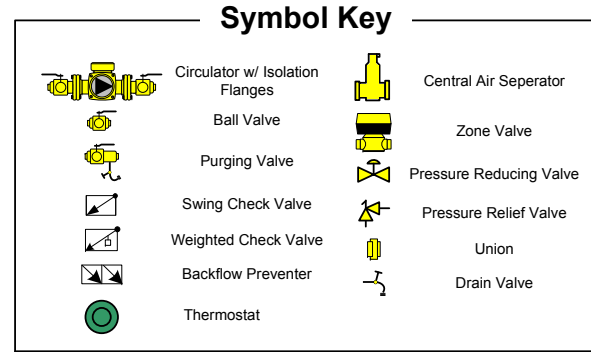 Symbol Key
Circulator w/ Isolation
Flanges
Ball Valve
Purging Valve
Swing Check Valve
Weighted Check Valve
Backflow Preventer
Thermostat
Central Air Seperator
Zone Valve
Pressure Reducing Valve
Pressure Relief Valve
Union
Drain Valve